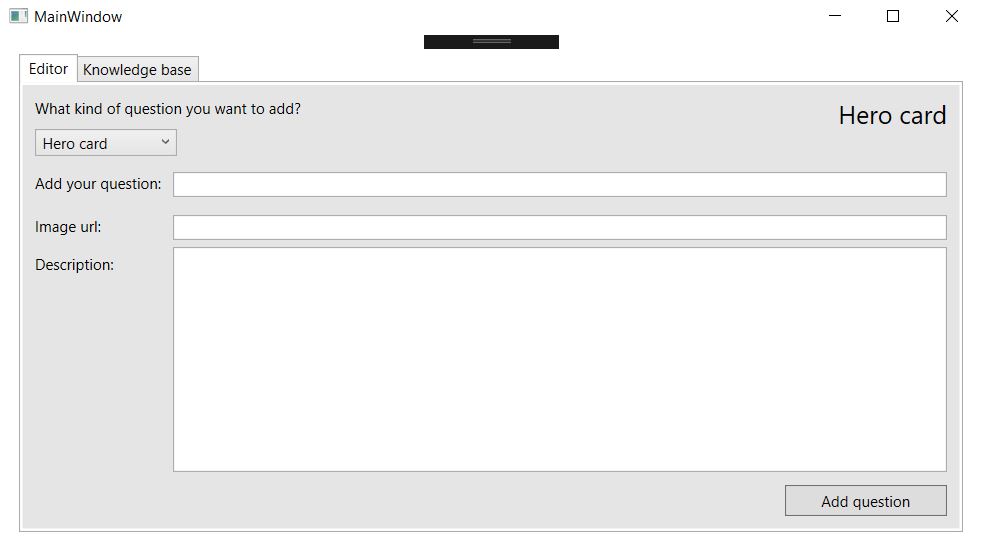 MainWindow
Editor
Knowledge base
What kind of question you want to add?
Hero card
Hero card
Add your question:
Image url:
Description:
Add question